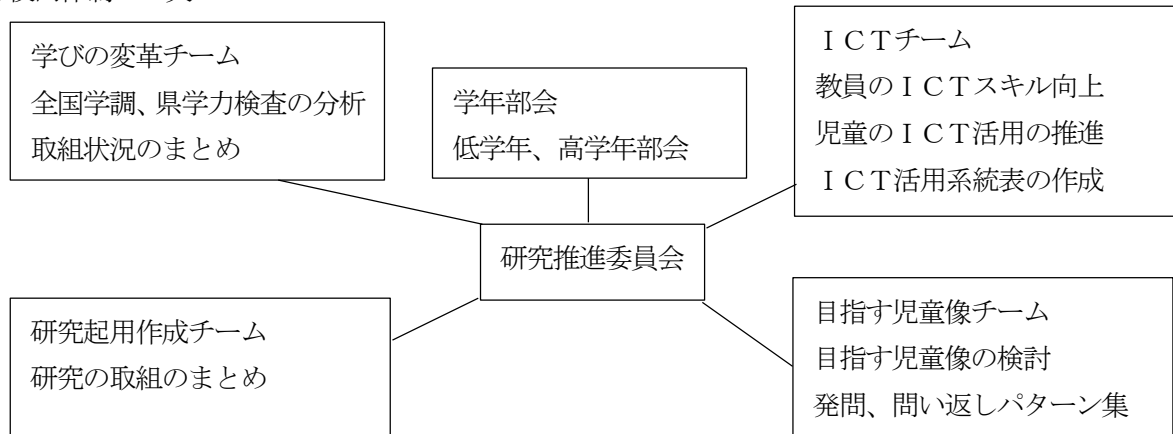 学びの変革チーム
全国学調、県学力検査の分析
取組状況のまとめ
学年部会
低学年、高学年部会
ＩＣＴチーム
教員のＩＣＴスキル向上
児童のＩＣＴ活用の推進
ＩＣＴ活用系統表の作成
研究推進委員会
研究起用作成チーム
研究の取組のまとめ
目指す児童像チーム
目指す児童像の検討
発問、問い返しパターン集